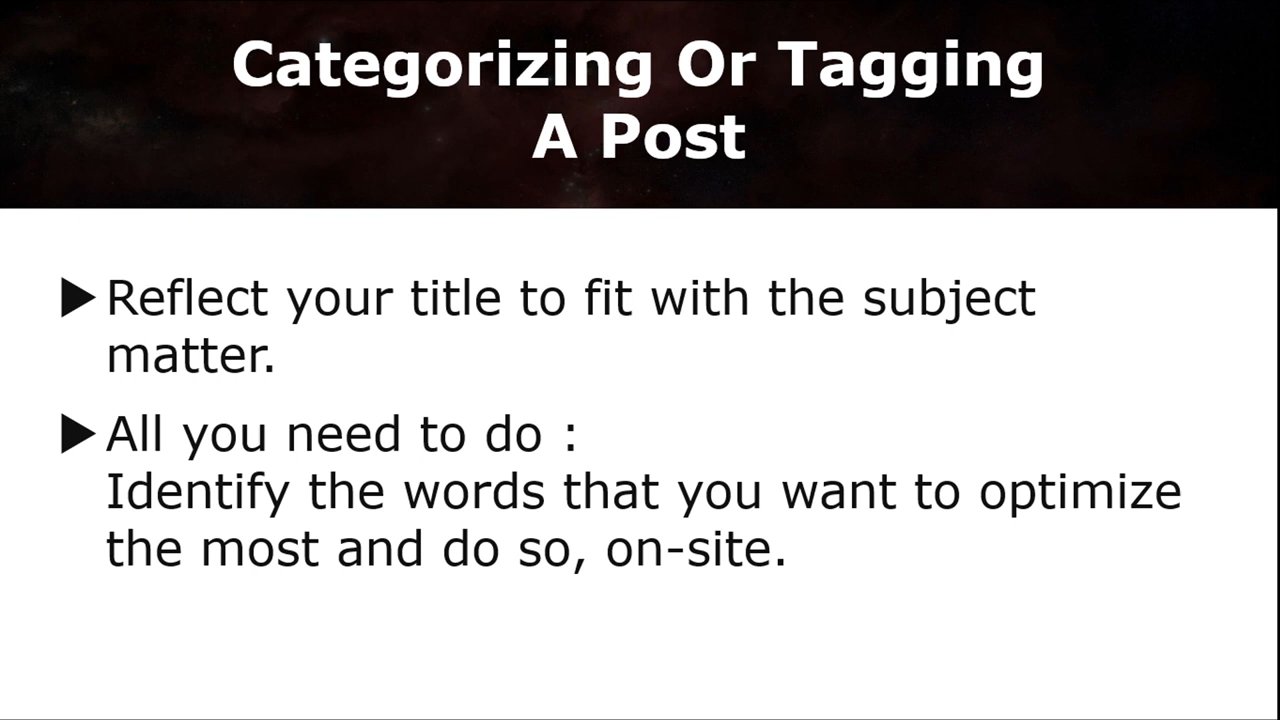 Categorizing Or Tagging
A Post
Reflect your title to fit with the subject
matter.
All you need to do :
Identify the words that you want to optimize
the most and do so, on-site.